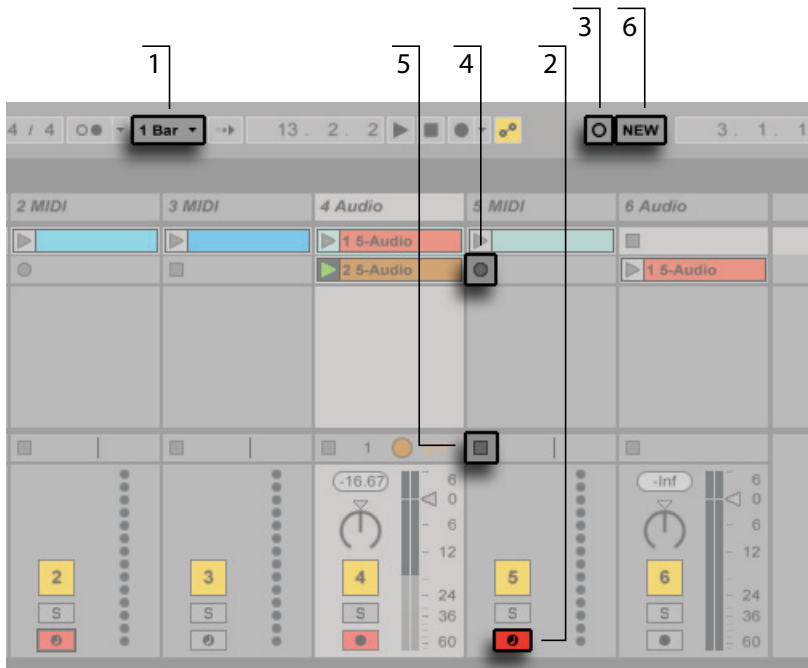 3 6
1 5 4 2
4 / 4 1 Bar 13 . 2 . 2 NEW 3 . 1 . 1
2 MIDI 3 MIDI 4 Audio 5 MIDI 6 Audio
1 5-Audio
2 5-Audio 1 5-Audio
1
-16.67 6 -Inf 6
0 0
6 6
12 12
2 3 4 5 6
24 24
S S S 36 S S 36
60 60